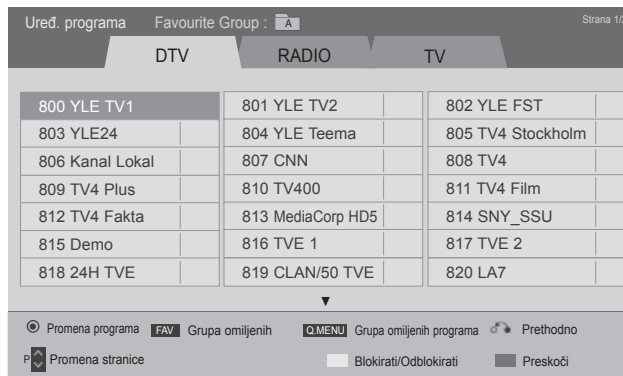 Uređ. programa Favourite Group : A Strana 1/2
DTV RADIO TV
800 YLE TV1 801 YLE TV2 802 YLE FST
803 YLE24 804 YLE Teema 805 TV4 Stockholm
806 Kanal Lokal 807 CNN 808 TV4
809 TV4 Plus 810 TV400 811 TV4 Film
812 TV4 Fakta 813 MediaCorp HD5 814 SNY_SSU
815 Demo 816 TVE 1 817 TVE 2
818 24H TVE 819 CLAN/50 TVE 820 LA7
Promena programa FAV Grupa omiljenih Q.MENU Grupa omiljenih programa Prethodno
P Promena stranice Blokirati/Odblokirati Preskoči